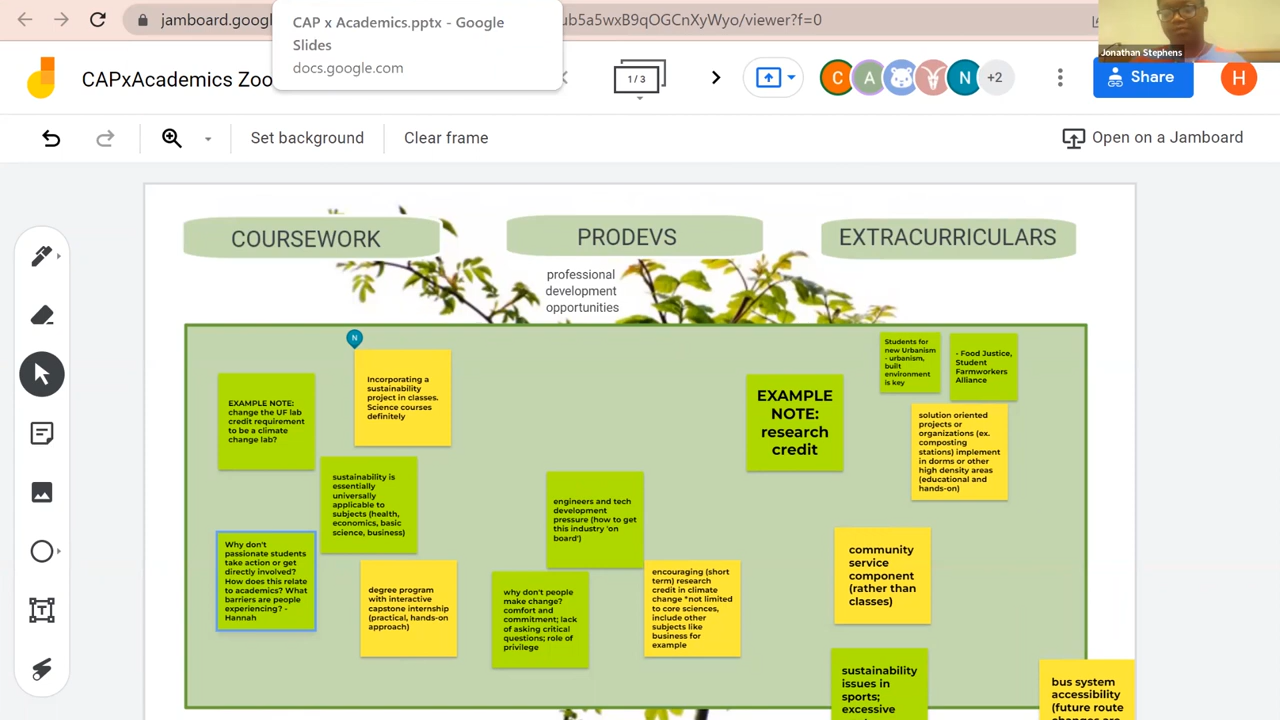 jamboard.goog
CAP x Academics.pptx - Google
Slides
docs.google.com
ub5a5wxB9qOGCnXyWyo/viewer?f=0
Jonathan Stephens
CAPxAcademics Zoo
1/3
C
A
N
+2
Share
H
Set background
Clear frame
Open on a Jamboard
COURSEWORK
PRODEVS
EXTRACURRICULARS
professional
development
opportunities
N
EXAMPLE NOTE:
change the UF lab
credit requirement
to be a climate
change lab?
Incorporating a
sustainability
project in classes.
Science courses
definitely
sustainability is
essentially
universally
applicable to
subjects (health,
economics, basic
science, business)
Why don't
passionate students
take action or get
directly involved?
How does this relate
to academics? What
barriers are people
experiencing? -
Hannah
degree program
with interactive
capstone internship
(practical, hands-on
approach)
engineers and tech
development
pressure (how to get
this industry 'on
board')
why don't people
make change?
comfort and
commitment; lack
of asking critical
questions; role of
privilege
encouraging (short
term) research
credit in climate
change *not limited
to core sciences,
include other
subjects like
business for
example
EXAMPLE
NOTE:
research
credit
Students for
new Urbanism
- urbanism,
built
environment
is key
- Food Justice,
Student
Farmworkers
Alliance
solution oriented
projects or
organizations (ex.
composting
stations) implement
in dorms or other
high density areas
(educational and
hands-on)
community
service
component
(rather than
classes)
sustainability
issues in
sports;
excessive
bus system
accessibility
(future route
changes are